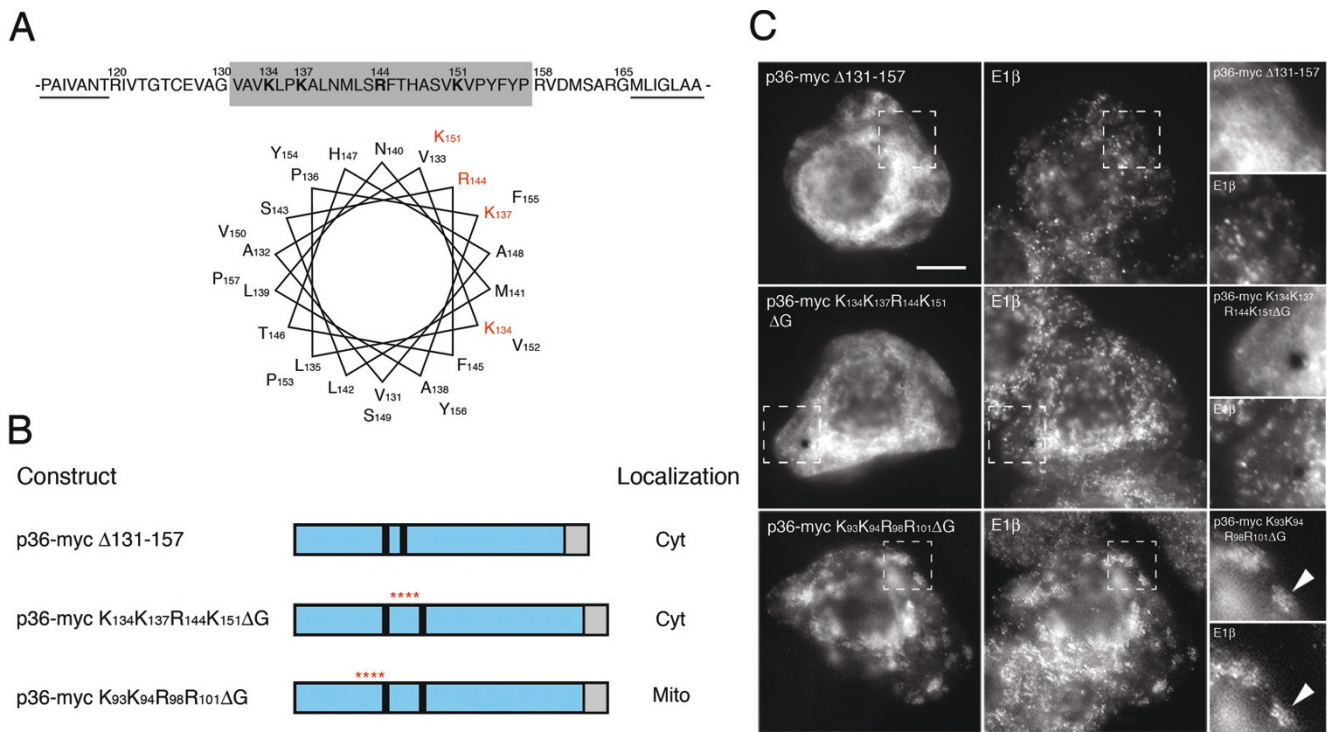 A
120 130 134 137 144 151 158 165
-PAIVANTRIVTGTCEVAG VAVKLPKALNMLSRFTHASVKVPYFYP RVDMSARGMLIGLAA -
K151
Y154 H147 N140 V133
P136 R144
F155
S143 K137
V150
A132 A148
P157
L139 M141
K134
T146 V152
L135 F145
P153 L142 V131 A138
S149 Y156
B
Construct Localization
p36-myc Δ131-157 Cyt
****
p36-myc K134K137R144K151ΔG Cyt
****
p36-myc K93K94R98R101ΔG Mito
C
p36-myc Δ131-157
E1β
p36-myc Δ131-157
E1β
p36-myc K134K137R144K151
ΔG
E1β
p36-myc K134K137
R144K151ΔG
E1β
p36-myc K93K94R98R101ΔG
E1β
p36-myc K93K94
R98R101ΔG
E1β